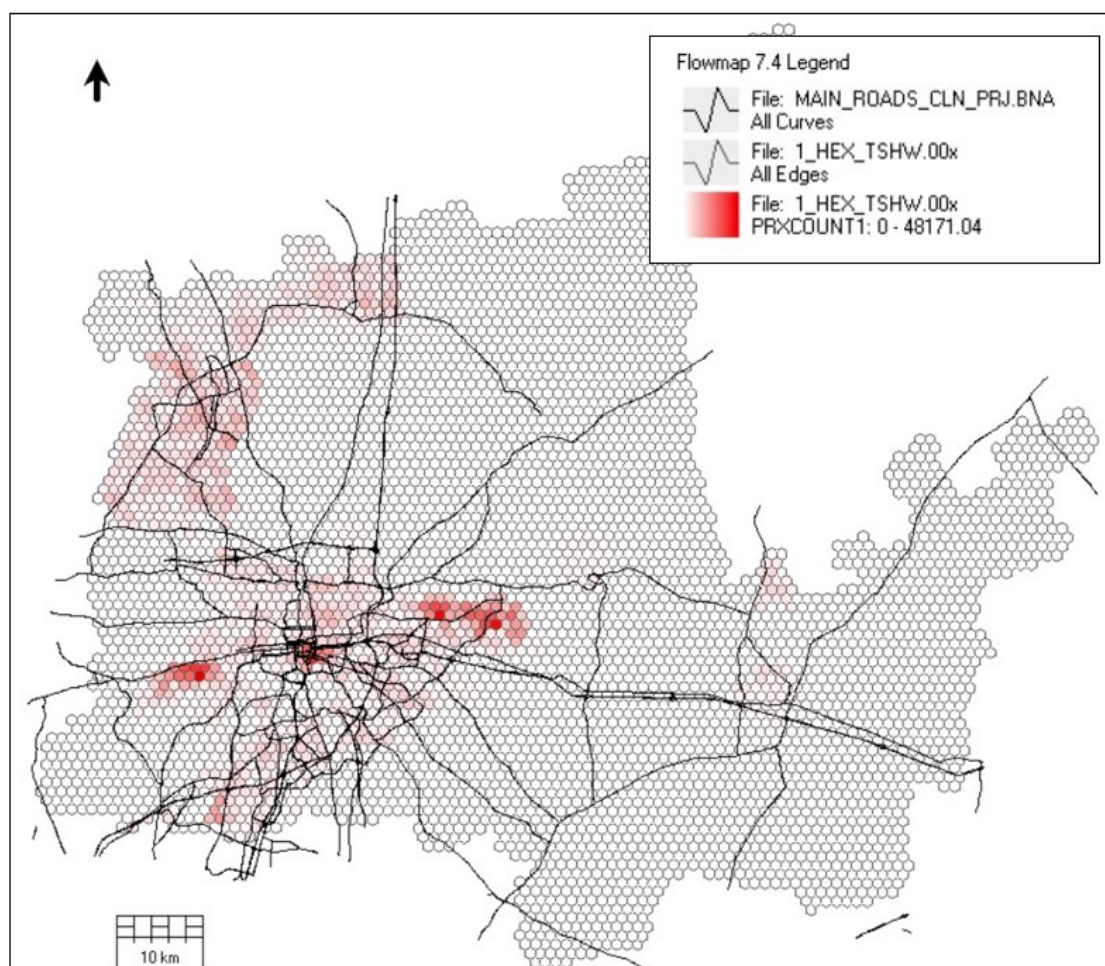 Flowmap 7.4 Legend
File: MAIN_ROADS_CLN_PRJ.BNA
All Curves
File: 1_HEX_TSHW.00x
All Edges
File: 1_HEX_TSHW.00x
PRXCOUNT1: 0 - 48171.04
10 km